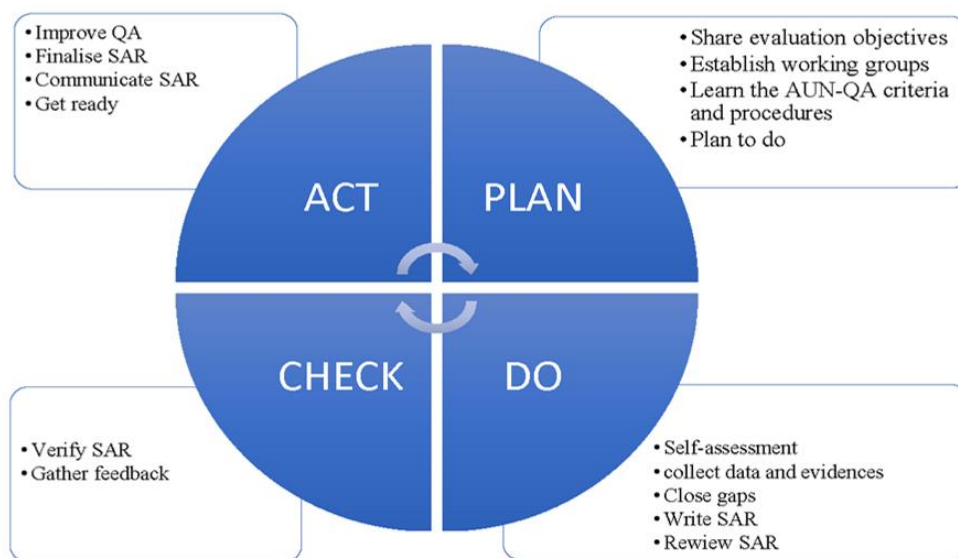 • Improve QA
• Finalise SAR
• Communicate SAR
• Get ready
• Share evaluation objectives
• Establish working groups
• Learn the AUN-QA criteria
and procedures
• Plan to do
ACT
PLAN
CHECK
DO
• Verify SAR
• Gather feedback
• Self-assessment
• collect data and evidences
• Close gaps
• Write SAR
• Rewiew SAR